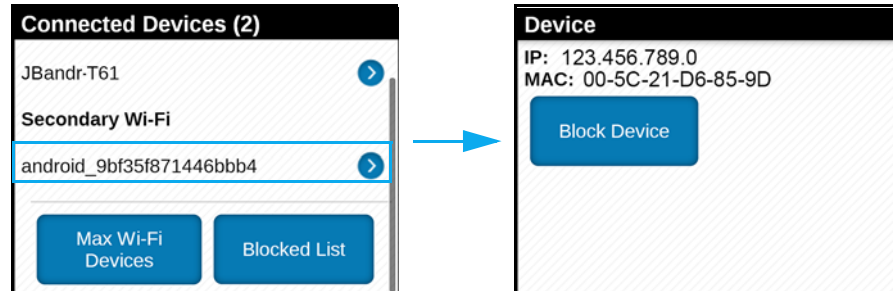 Connected Devices (2)
JBandr-T61
Secondary Wi-Fi
android_9bf35f871446bbb4
Max Wi-Fi
Devices
Blocked List
Device
IP: 123.456.789.0
MAC: 00-5C-21-D6-85-9D
Block Device